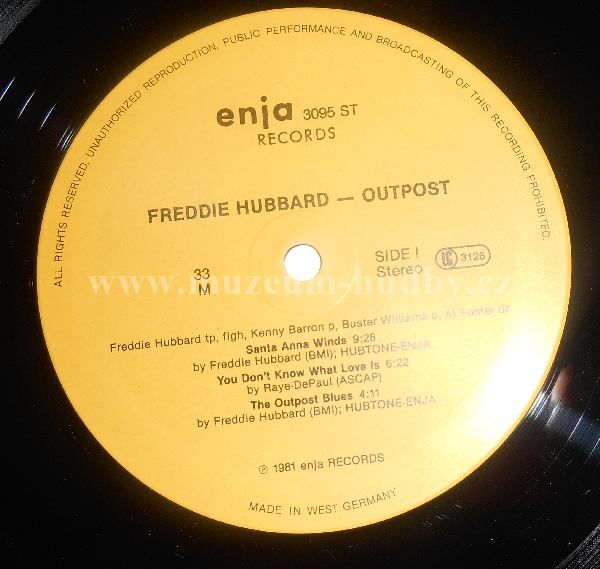 ALL RIGHTS RESERVED. UNAUTHORIZED REPRODUCTION, PUBLIC PERFORMANCE AND BROADCASTING OF THIS RECORDING PROHIBITED.
enja 3095 ST
RECORDS
FREDDIE HUBBARD — OUTPOST
33
M
SIDE I
Stereo
LC 3126
www.muzeum-hudby.cz
Freddie Hubbard tp, flgh, Kenny Barron p, Buster Williams b, Al Foster dr
Santa Anna Winds 9:26
by Freddie Hubbard (BMI); HUBTONE-ENJA
You Don't Know What Love Is 6:22
by Raye-DePaul (ASCAP)
The Outpost Blues 4:11
by Freddie Hubbard (BMI); HUBTONE-ENJA
℗ 1981 enja RECORDS
MADE IN WEST GERMANY